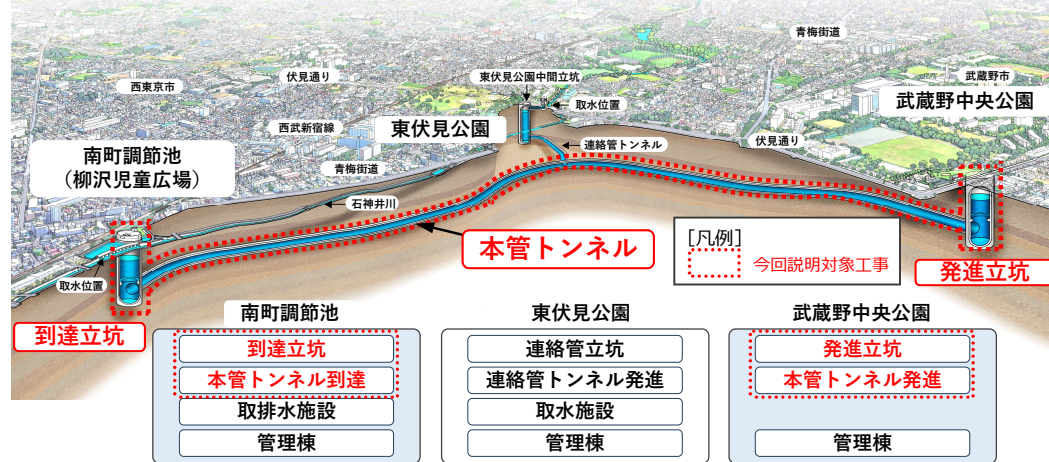 青梅街道
伏見通り
西東京市
東伏見公園中間立坑
武蔵野市
取水位置
武蔵野中央公園
西武新宿線
東伏見公園
連絡管トンネル
伏見通り
南町調節池
（柳沢児童広場）
青梅街道
石神井川
本管トンネル
[凡例]
今回説明対象工事
発進立坑
取水位置
到達立坑
南町調節池
到達立坑
本管トンネル到達
取排水施設
管理棟
東伏見公園
連絡管立坑
連絡管トンネル発進
取水施設
管理棟
武蔵野中央公園
発進立坑
本管トンネル発進
管理棟